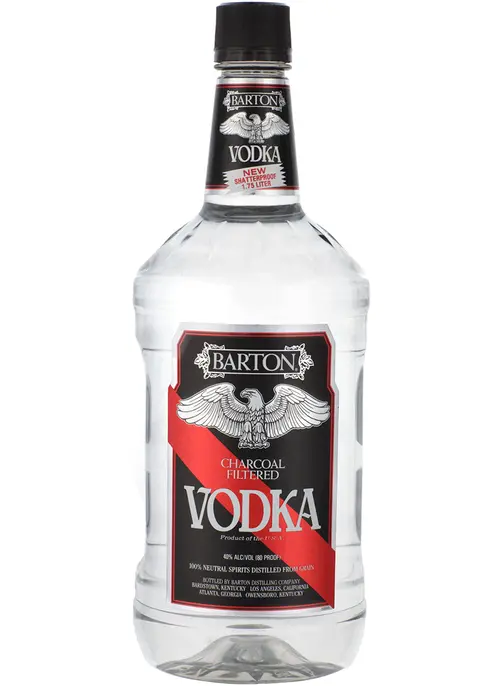 BARTON
VODKA
NEW
SHATTERPROOF
1.75 LITER
BARTON
CHARCOAL
FILTERED
VODKA
Product of the U.S.A.
40% ALC/VOL (80 PROOF)
100% NEUTRAL SPIRITS DISTILLED FROM GRAIN
BOTTLED BY BARTON DISTILLING COMPANY
BARDSTOWN, KENTUCKY LOS ANGELES, CALIFORNIA
ATLANTA, GEORGIA OWENSBORO, KENTUCKY